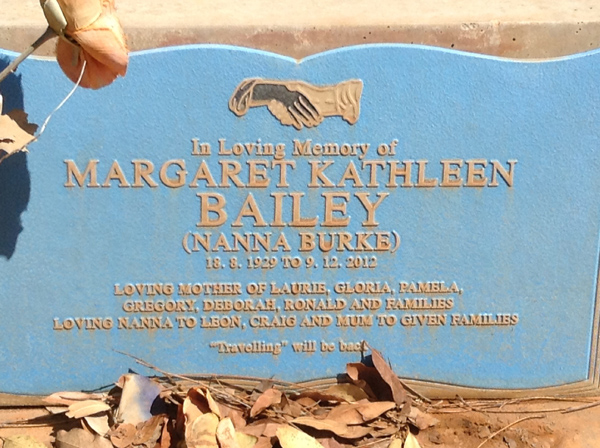 In Loving Memory of
MARGARET KATHLEEN
BAILEY
(NANNA BURKE)
18. 8. 1929 TO 9. 12. 2012
LOVING MOTHER OF LAURIE, GLORIA, PAMELA,
GREGORY, DEBORAH, RONALD AND FAMILIES
LOVING NANNA TO LEON, CRAIG AND MUM TO GIVEN FAMILIES
"Travelling" will be back